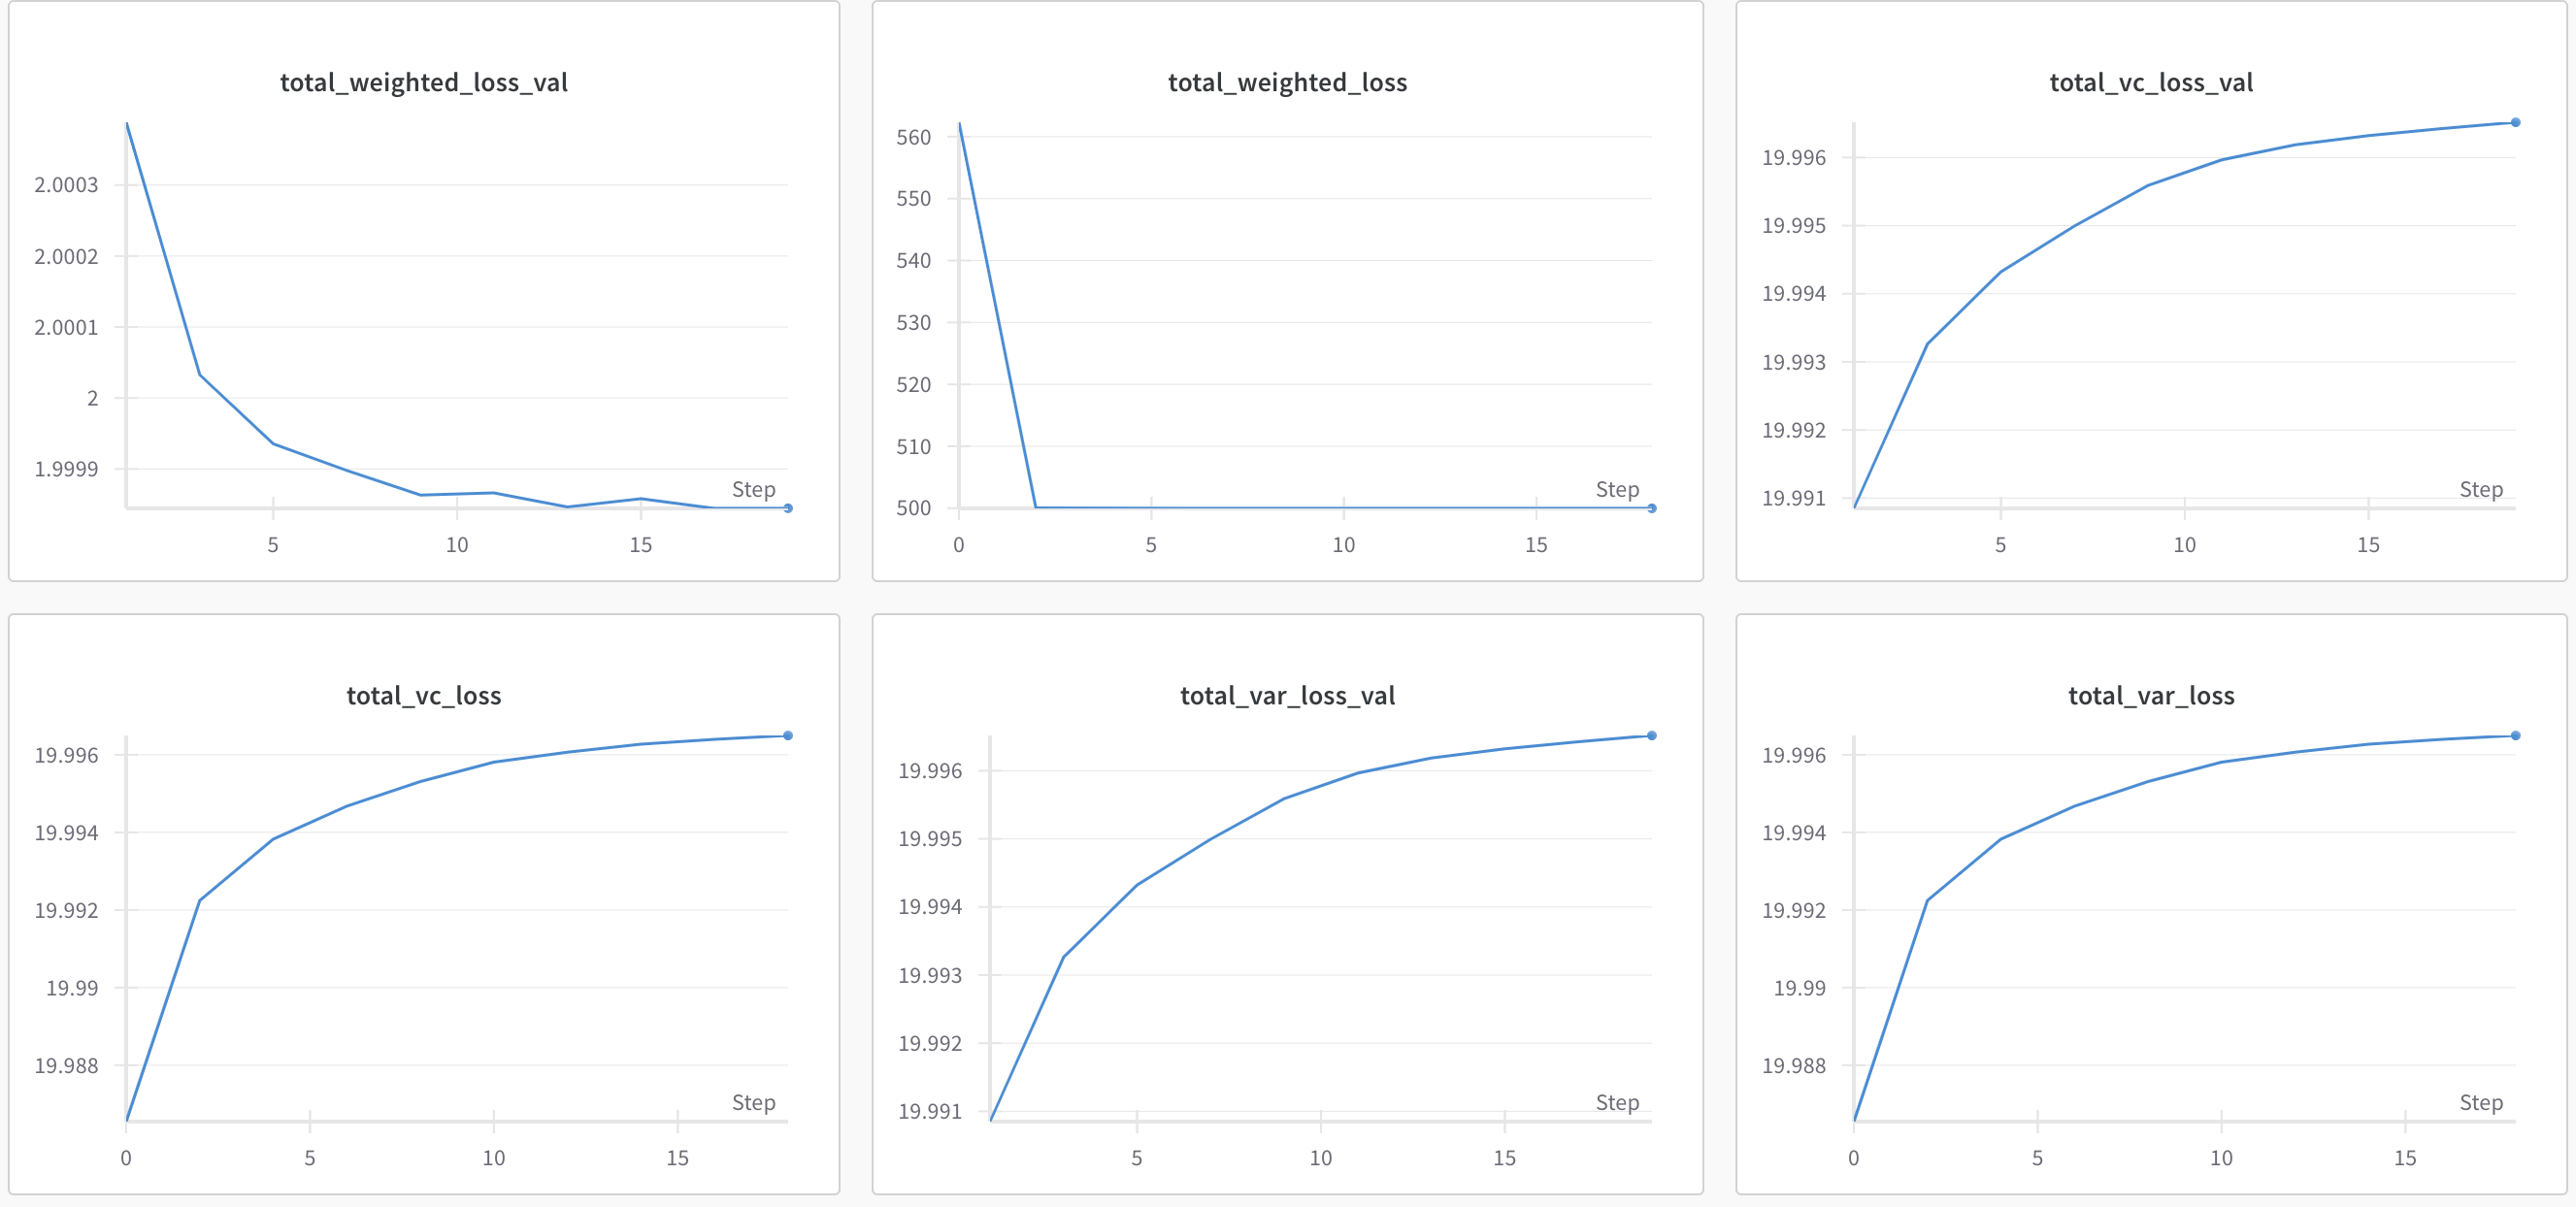 total_weighted_loss_val
2.0003
2.0002
2.0001
2
1.9999
Step
5 10 15
total_weighted_loss
560
550
540
530
520
510
500
Step
0 5 10 15
total_vc_loss_val
19.996
19.995
19.994
19.993
19.992
19.991
Step
5 10 15
total_vc_loss
19.996
19.994
19.992
19.99
19.988
Step
0 5 10 15
total_var_loss_val
19.996
19.995
19.994
19.993
19.992
19.991
Step
5 10 15
total_var_loss
19.996
19.994
19.992
19.99
19.988
Step
0 5 10 15